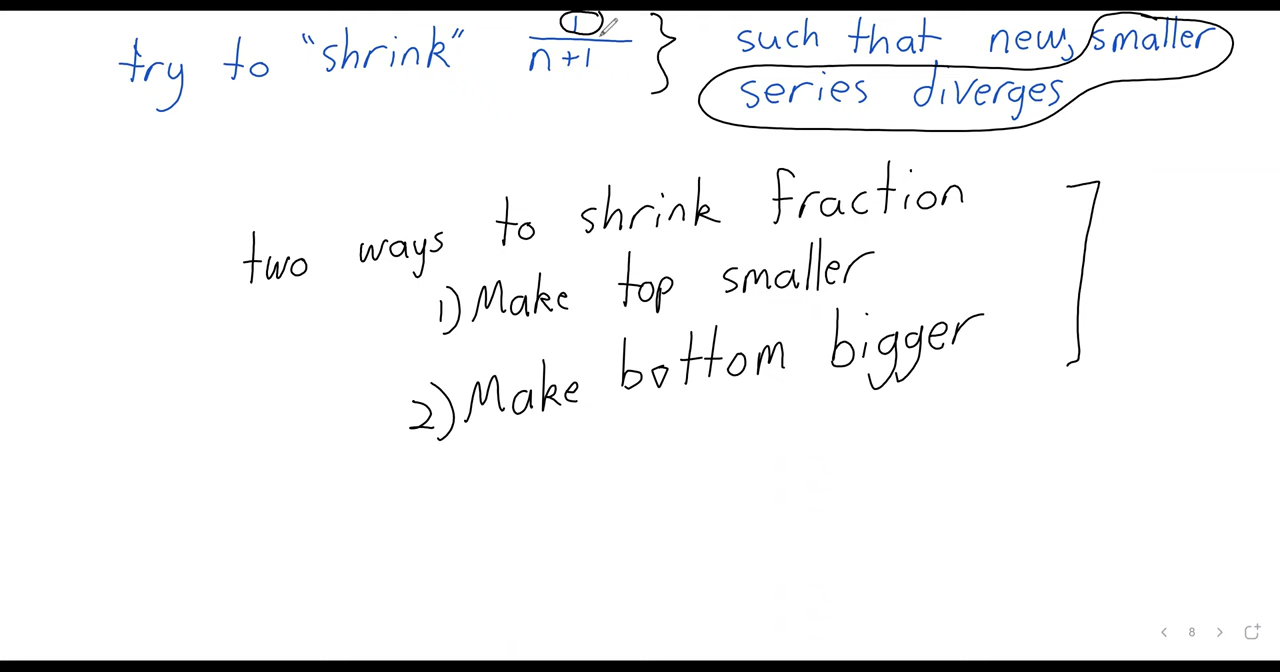 try to "shrink" 1/(n+1) } such that new, smaller
series diverges
two ways to shrink fraction
1) Make top smaller
2) Make bottom bigger
< 8 >